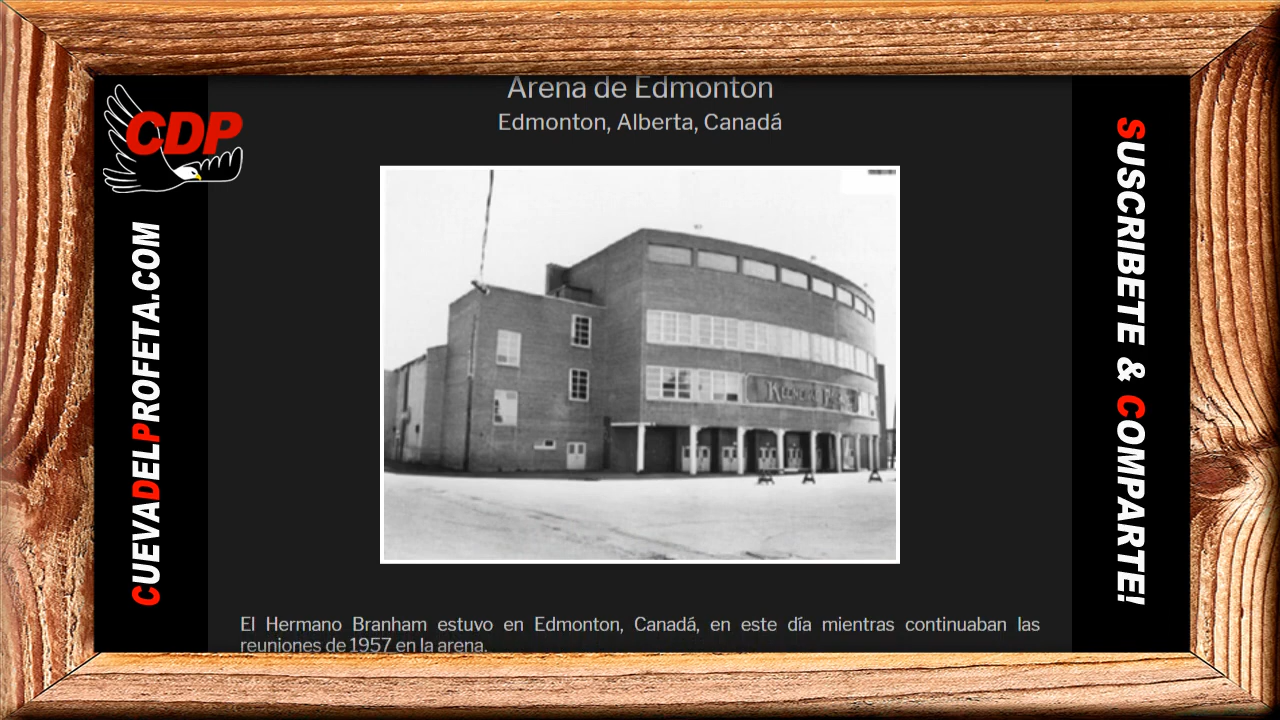 Arena de Edmonton
Edmonton, Alberta, Canadá
CDP
CUEVADELPROFETA.COM
SUSCRIBETE & COMPARTE!
El Hermano Branham estuvo en Edmonton, Canadá, en este día mientras continuaban las
reuniones de 1957 en la arena.